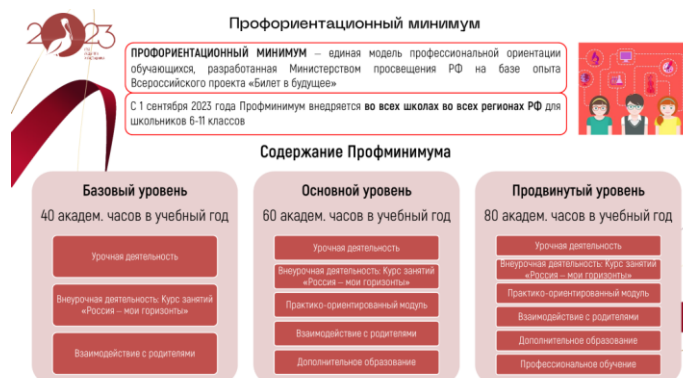 2023
Профориентационный минимум
ПРОФОРИЕНТАЦИОННЫЙ МИНИМУМ – единая модель профессиональной ориентации
обучающихся, разработанная Министерством просвещения РФ на базе опыта
Всероссийского проекта «Билет в будущее»
С 1 сентября 2023 года Профминимум внедряется во всех школах во всех регионах РФ для
школьников 6-11 классов
Содержание Профминимума
Базовый уровень
40 академ. часов в учебный год
Урочная деятельность
Внеурочная деятельность: Курс занятий
«Россия – мои горизонты»
Взаимодействие с родителями
Основной уровень
60 академ. часов в учебный год
Урочная деятельность
Внеурочная деятельность: Курс занятий
«Россия – мои горизонты»
Практико-ориентированный модуль
Взаимодействие с родителями
Дополнительное образование
Продвинутый уровень
80 академ. часов в учебный год
Урочная деятельность
Внеурочная деятельность: Курс занятий
«Россия – мои горизонты»
Практико-ориентированный модуль
Взаимодействие с родителями
Дополнительное образование
Профессиональное обучение